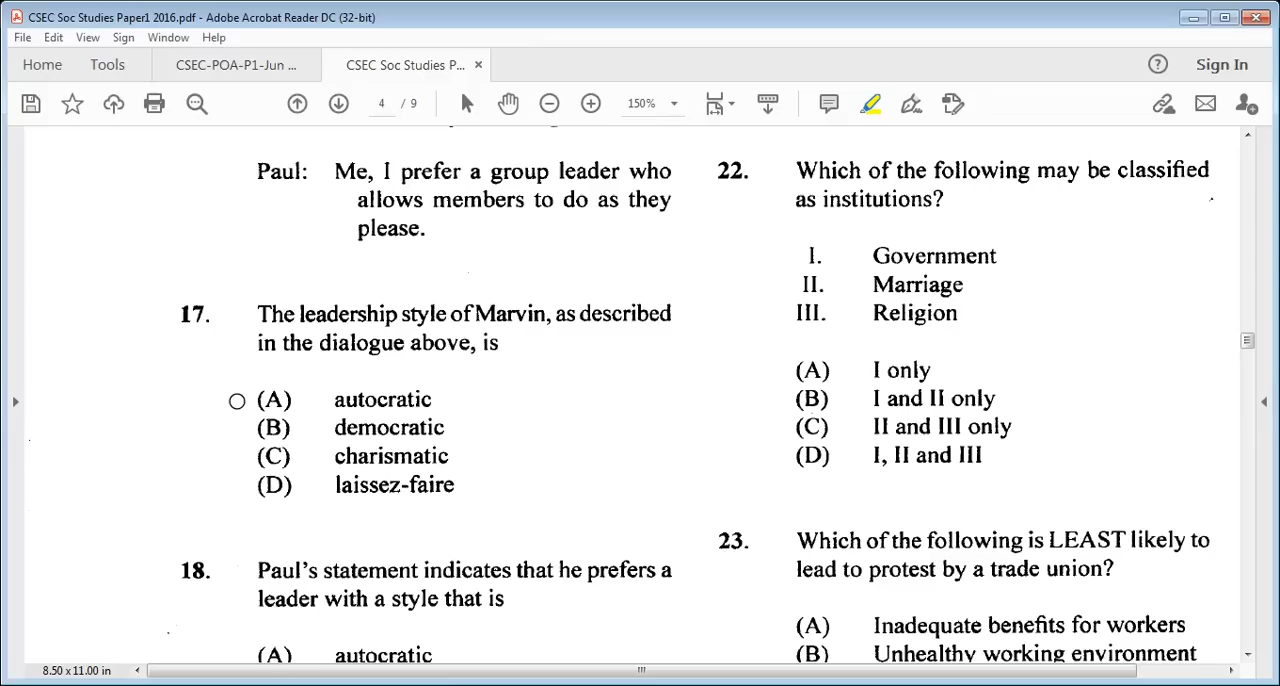 CSEC Soc Studies Paper1 2016.pdf - Adobe Acrobat Reader DC (32-bit)
File Edit View Sign Window Help
Home Tools CSEC-POA-P1-Jun ... CSEC Soc Studies P... × Sign In
4 / 9 150%
Paul: Me, I prefer a group leader who
allows members to do as they
please.
17. The leadership style of Marvin, as described
in the dialogue above, is
(A) autocratic
(B) democratic
(C) charismatic
(D) laissez-faire
18. Paul's statement indicates that he prefers a
leader with a style that is
(A) autocratic
22. Which of the following may be classified
as institutions?
I. Government
II. Marriage
III. Religion
(A) I only
(B) I and II only
(C) II and III only
(D) I, II and III
23. Which of the following is LEAST likely to
lead to protest by a trade union?
(A) Inadequate benefits for workers
(B) Unhealthy working environment
8.50 x 11.00 in